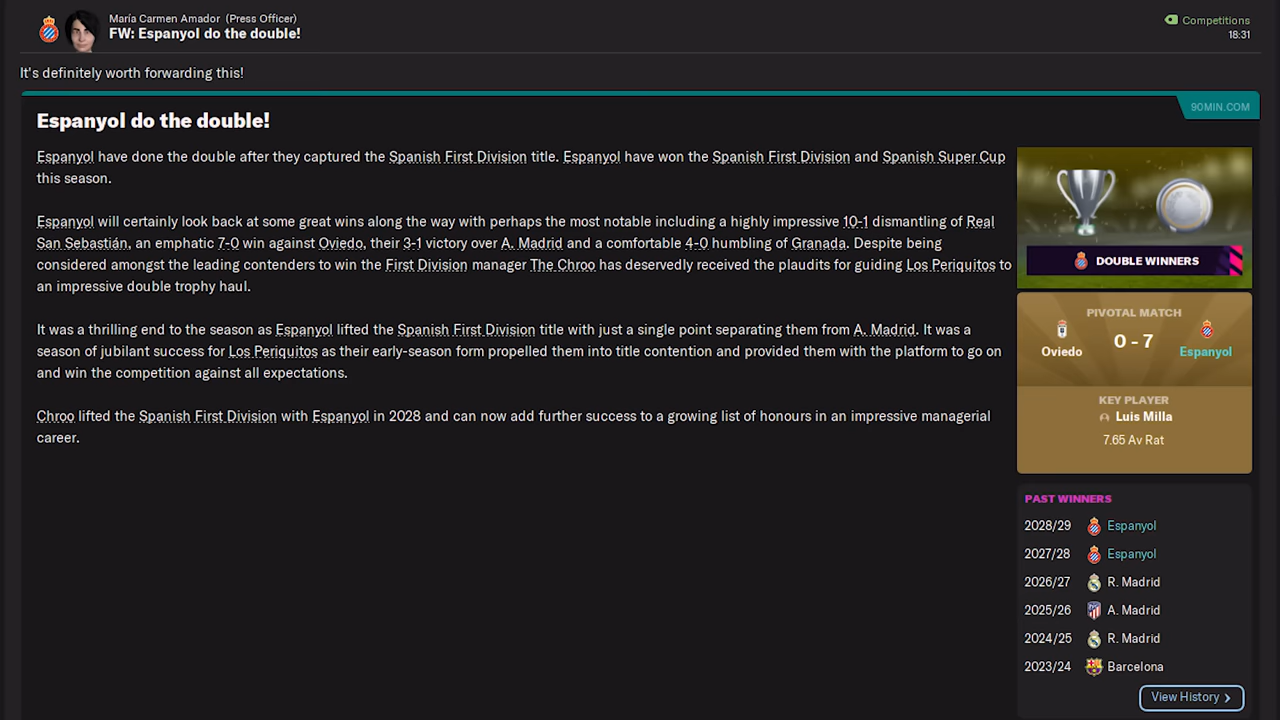 María Carmen Amador (Press Officer)
FW: Espanyol do the double!
Competitions
18:31
It's definitely worth forwarding this!
90MIN.COM
Espanyol do the double!
Espanyol have done the double after they captured the Spanish First Division title. Espanyol have won the Spanish First Division and Spanish Super Cup
this season.
Espanyol will certainly look back at some great wins along the way with perhaps the most notable including a highly impressive 10-1 dismantling of Real
San Sebastián, an emphatic 7-0 win against Oviedo, their 3-1 victory over A. Madrid and a comfortable 4-0 humbling of Granada. Despite being
considered amongst the leading contenders to win the First Division manager The Chroo has deservedly received the plaudits for guiding Los Periquitos to
an impressive double trophy haul.
It was a thrilling end to the season as Espanyol lifted the Spanish First Division title with just a single point separating them from A. Madrid. It was a
season of jubilant success for Los Periquitos as their early-season form propelled them into title contention and provided them with the platform to go on
and win the competition against all expectations.
Chroo lifted the Spanish First Division with Espanyol in 2028 and can now add further success to a growing list of honours in an impressive managerial
career.
DOUBLE WINNERS
PIVOTAL MATCH
Oviedo 0 - 7 Espanyol
KEY PLAYER
Luis Milla
7.65 Av Rat
PAST WINNERS
2028/29 Espanyol
2027/28 Espanyol
2026/27 R. Madrid
2025/26 A. Madrid
2024/25 R. Madrid
2023/24 Barcelona
View History